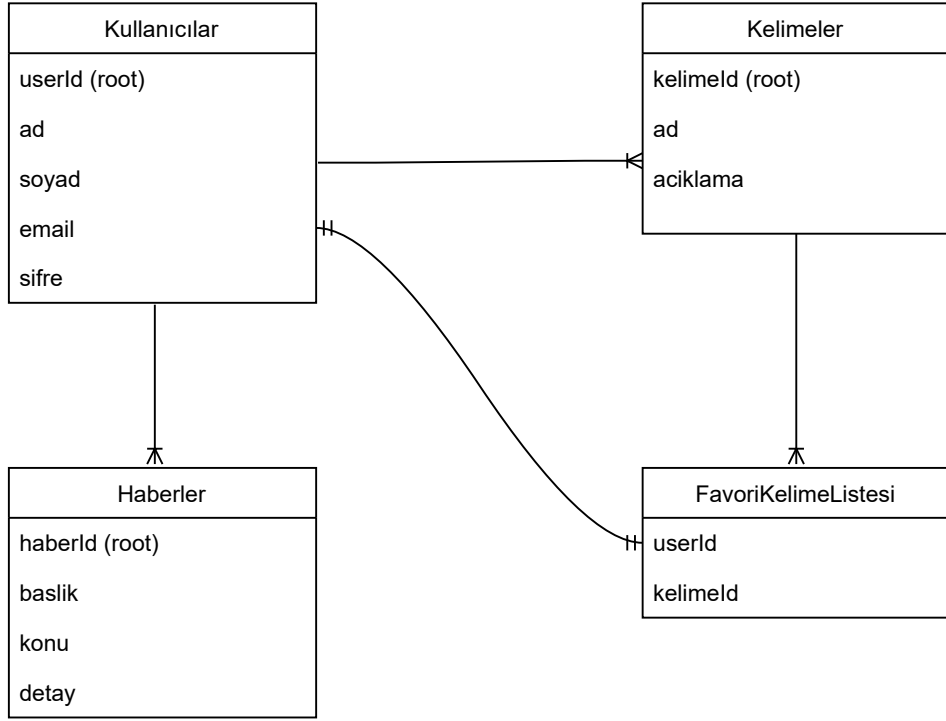 Kullanıcılar
userId (root)
ad
soyad
email
sifre
Kelimeler
kelimeId (root)
ad
aciklama
Haberler
haberId (root)
baslik
konu
detay
FavoriKelimeListesi
userId
kelimeId